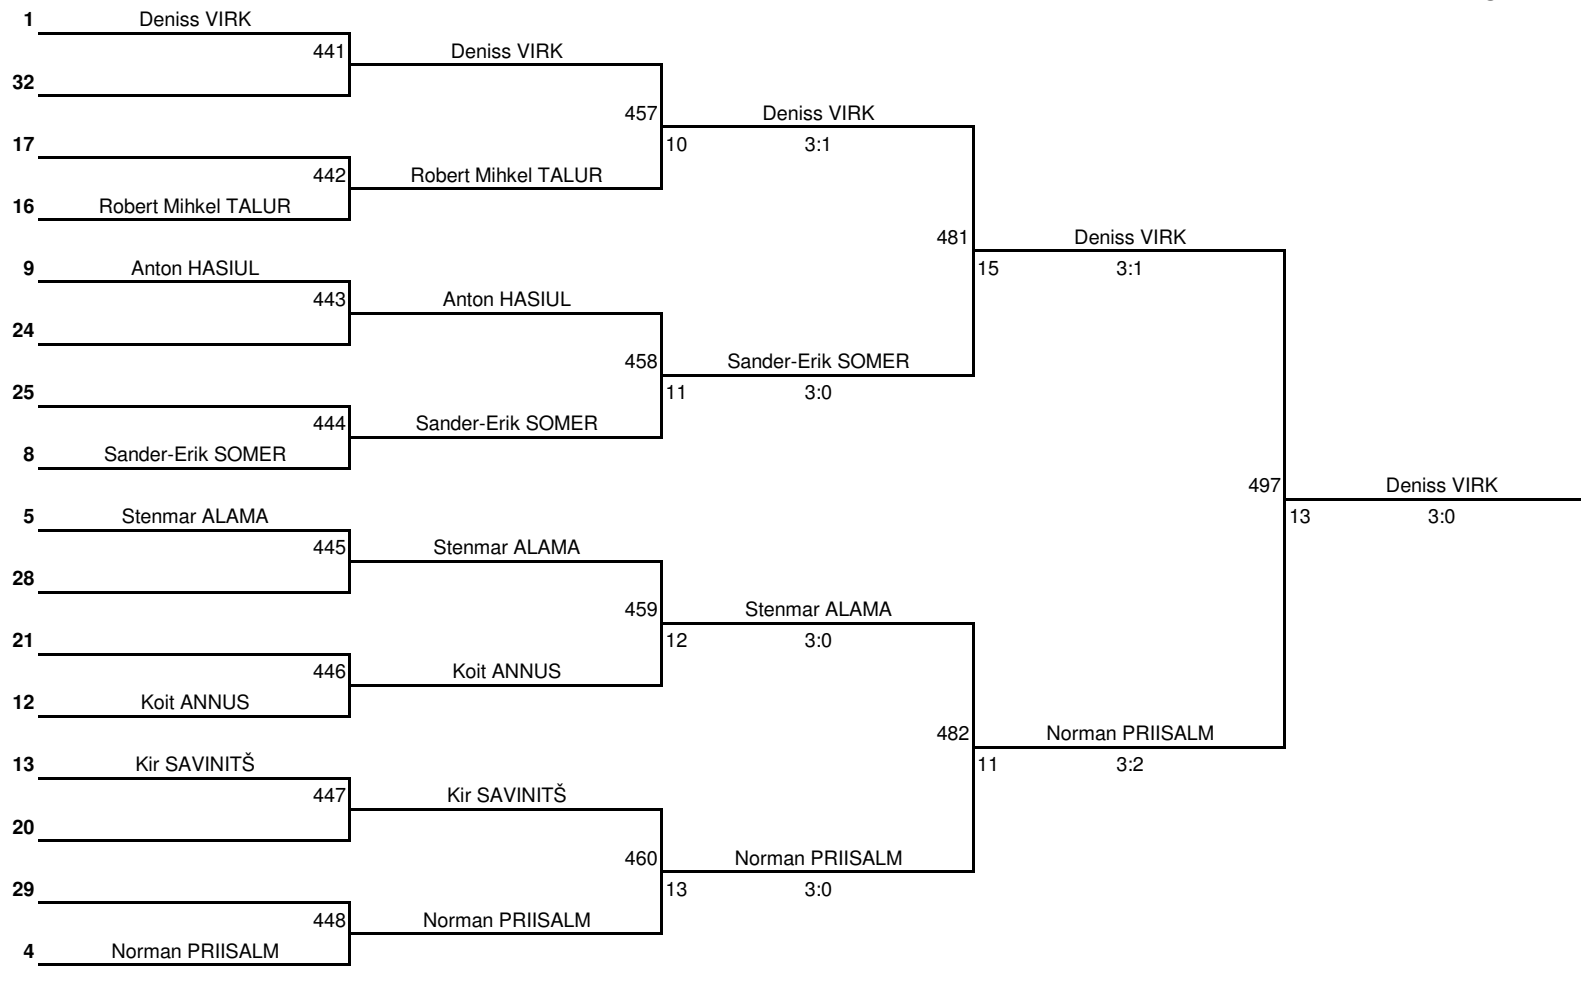 1 Deniss VIRK
441 Deniss VIRK
32
457 Deniss VIRK
17 10 3:1
442 Robert Mihkel TALUR
16 Robert Mihkel TALUR
481 Deniss VIRK
9 Anton HASIUL 15 3:1
443 Anton HASIUL
24
458 Sander-Erik SOMER
25 11 3:0
444 Sander-Erik SOMER
8 Sander-Erik SOMER
497 Deniss VIRK
5 Stenmar ALAMA 13 3:0
445 Stenmar ALAMA
28
459 Stenmar ALAMA
21 12 3:0
446 Koit ANNUS
12 Koit ANNUS
482 Norman PRIISALM
13 Kir SAVINITŠ 11 3:2
447 Kir SAVINITŠ
20
460 Norman PRIISALM
29 13 3:0
448 Norman PRIISALM
4 Norman PRIISALM